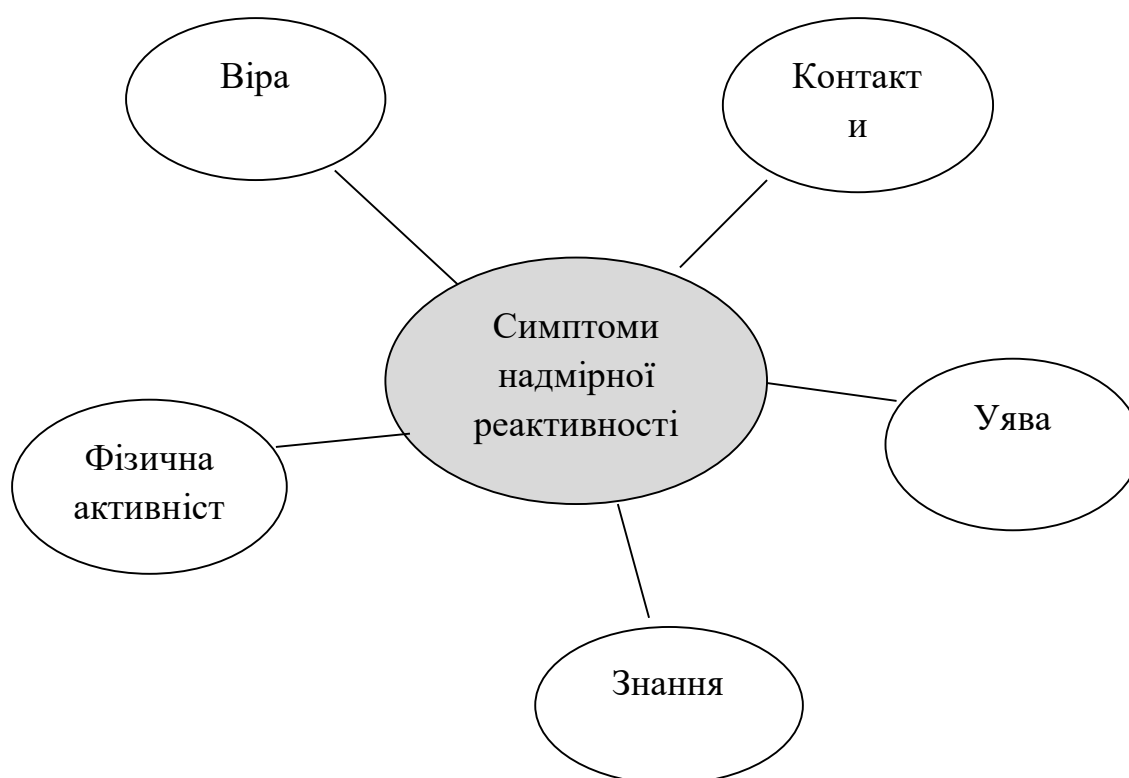 Віра
Контакт
и
Симптоми
надмірної
реактивності
Уява
Фізична
активніст
Знання